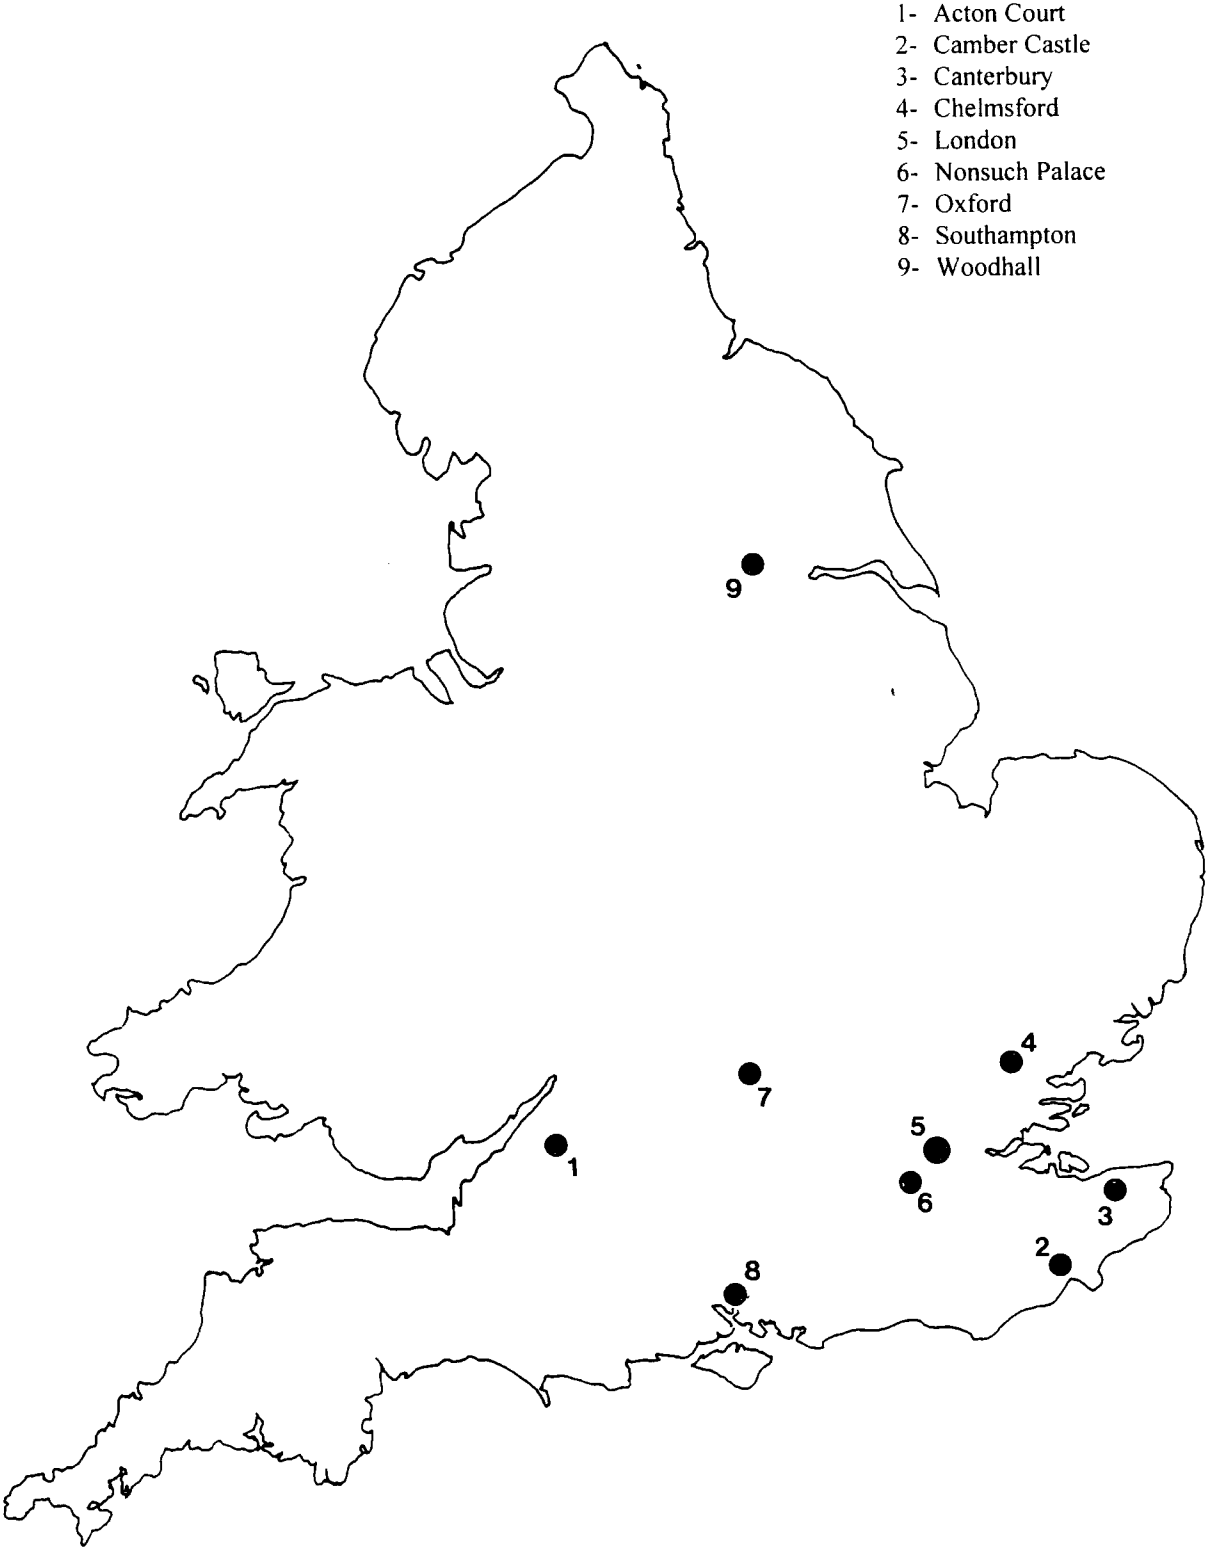 1- Acton Court
2- Camber Castle
3- Canterbury
4- Chelmsford
5- London
6- Nonsuch Palace
7- Oxford
8- Southampton
9- Woodhall
9
4
7
5
1
6
3
2
8